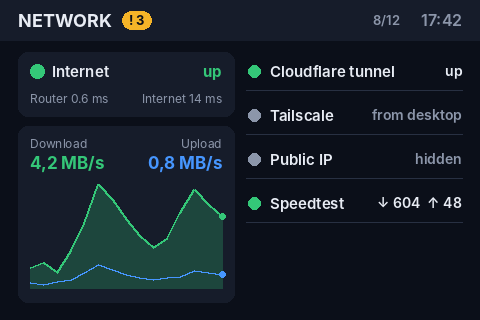 NETWORK ! 3 8/12 17:42
Internet up
Router 0.6 ms Internet 14 ms
Download Upload
4,2 MB/s 0,8 MB/s
Cloudflare tunnel up
Tailscale from desktop
Public IP hidden
Speedtest ↓ 604 ↑ 48